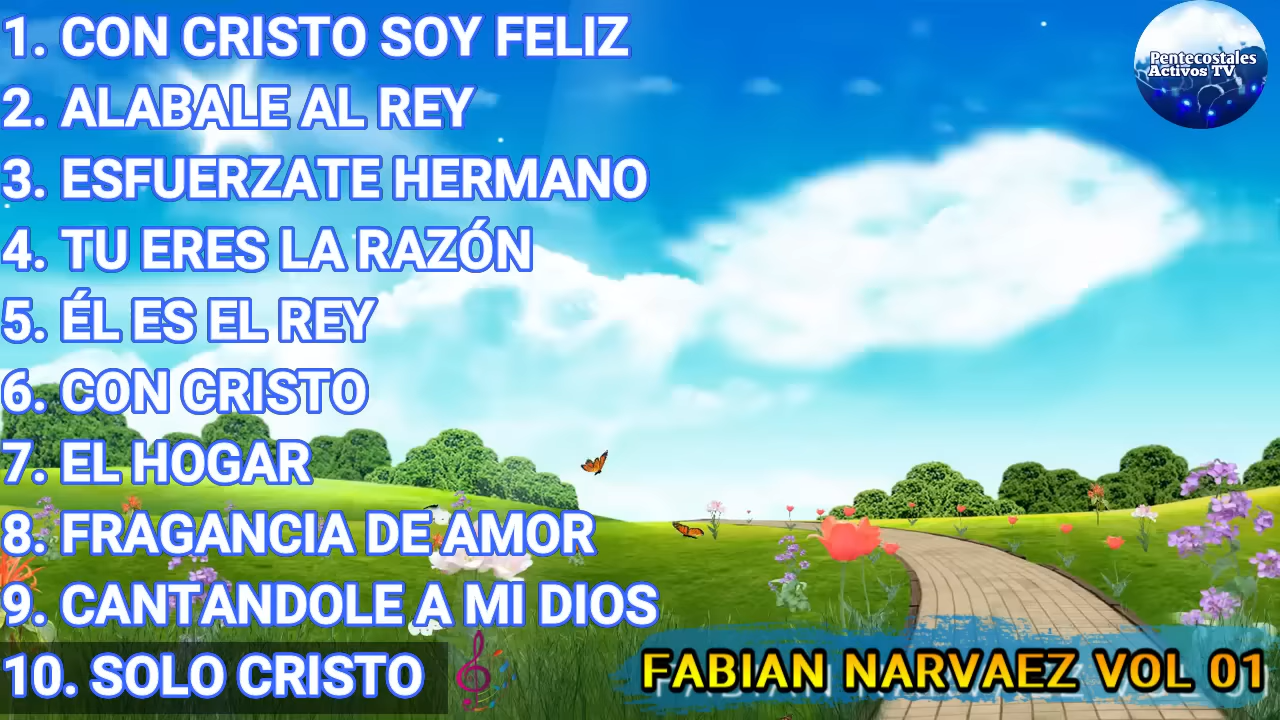 1. CON CRISTO SOY FELIZ
2. ALABALE AL REY
3. ESFUERZATE HERMANO
4. TU ERES LA RAZÓN
5. ÉL ES EL REY
6. CON CRISTO
7. EL HOGAR
8. FRAGANCIA DE AMOR
9. CANTANDOLE A MI DIOS
10. SOLO CRISTO
Pentecostales
Activos TV
FABIAN NARVAEZ VOL 01